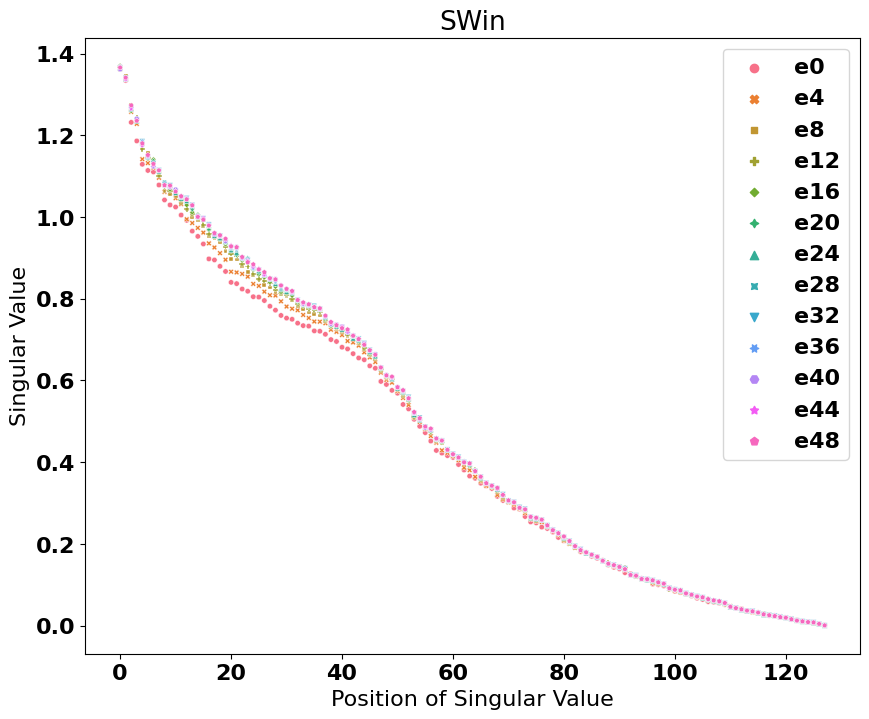 SWin
Singular Value
1.4
1.2
1.0
0.8
0.6
0.4
0.2
0.0
0 20 40 60 80 100 120
Position of Singular Value
e0
e4
e8
e12
e16
e20
e24
e28
e32
e36
e40
e44
e48